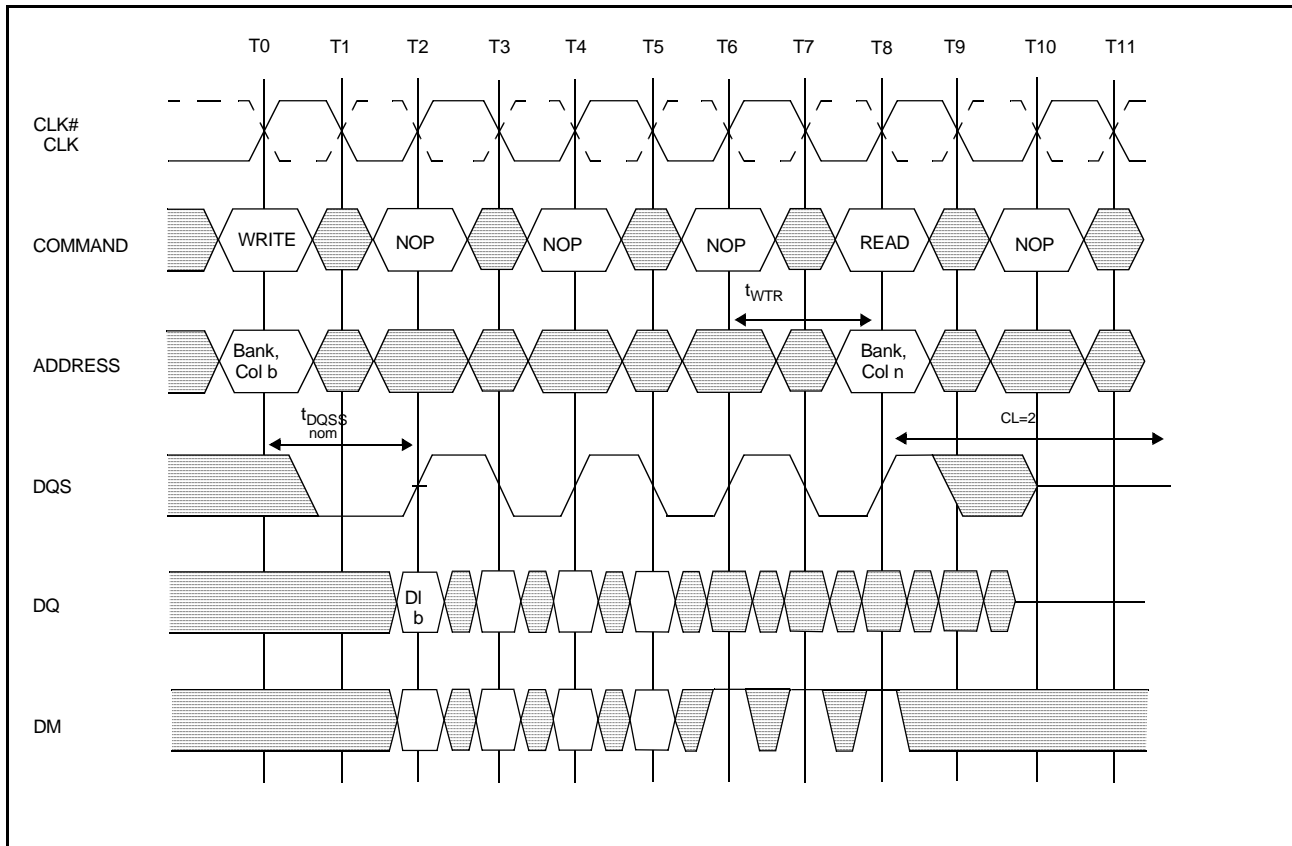 T0 T1 T2 T3 T4 T5 T6 T7 T8 T9 T10 T11
CLK#
CLK
COMMAND WRITE NOP NOP NOP READ NOP
tWTR
ADDRESS Bank, Col b Bank, Col n
tDQSS nom CL=2
DQS
DQ DI b
DM